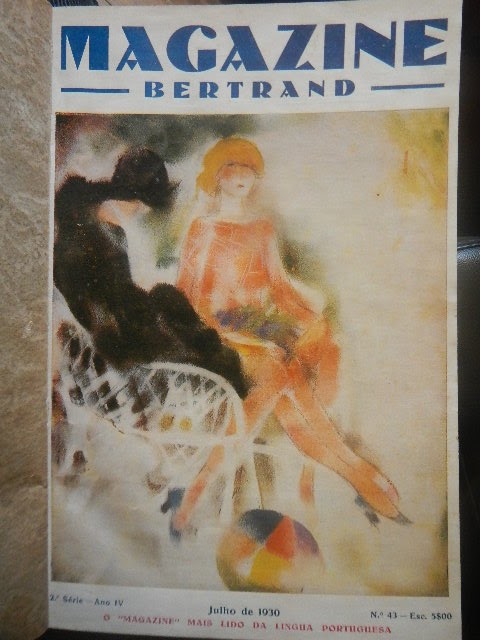 MAGAZINE
BERTRAND
2.ª Série — Ano IV
Julho de 1930
N.º 43 — Esc. 5$00
O "MAGAZINE" MAIS LIDO DA LINGUA PORTUGUESA